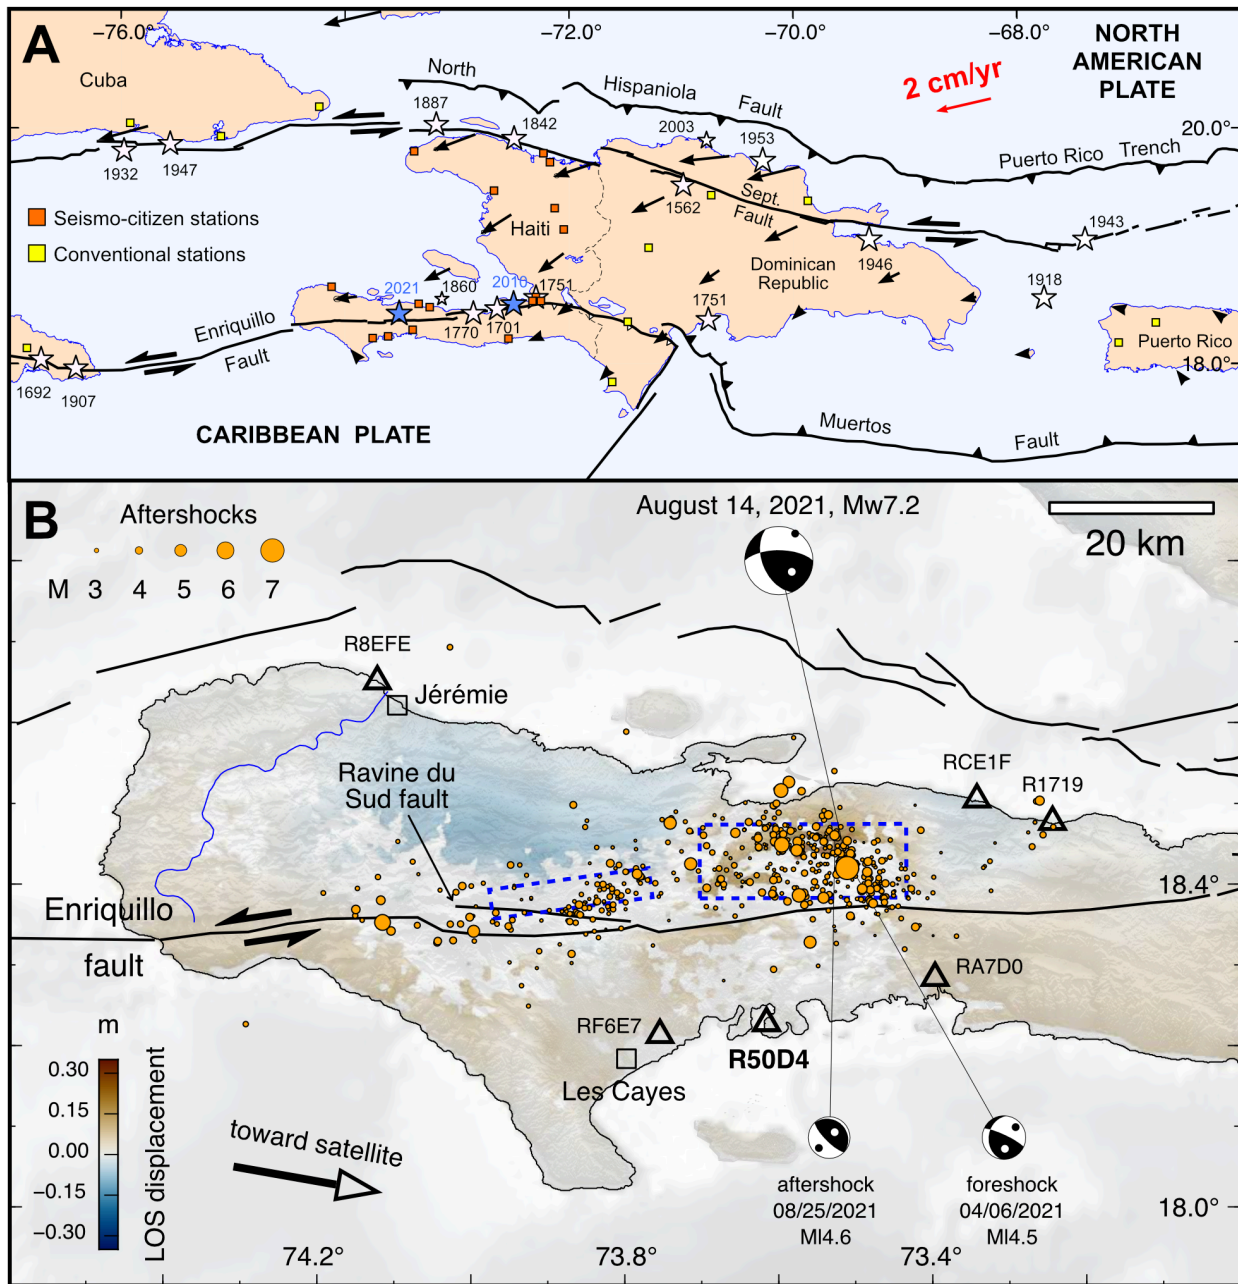 A
−76.0°
−72.0°
−70.0°
−68.0°
NORTH
AMERICAN
PLATE
2 cm/yr
Cuba
North
Hispaniola
Fault
1887
1842
2003
1953
20.0°
1932
1947
Puerto Rico Trench
Sept.
Fault
1562
Seismo-citizen stations
Conventional stations
Haiti
1943
Dominican
Republic
1946
1918
2021
1860
2010
1751
1751
Enriquillo
Fault
1770
1701
Puerto Rico
18.0°
1692
1907
CARIBBEAN PLATE
Muertos
Fault
B
Aftershocks
M 3 4 5 6 7
August 14, 2021, Mw7.2
20 km
R8EFE
Jérémie
Ravine du
Sud fault
RCE1F
R1719
18.4°
Enriquillo
fault
RA7D0
RF6E7
R50D4
Les Cayes
m
0.30
0.15
0.00
−0.15
−0.30
LOS displacement
toward satellite
aftershock
08/25/2021
Ml4.6
foreshock
04/06/2021
Ml4.5
18.0°
74.2°
73.8°
73.4°